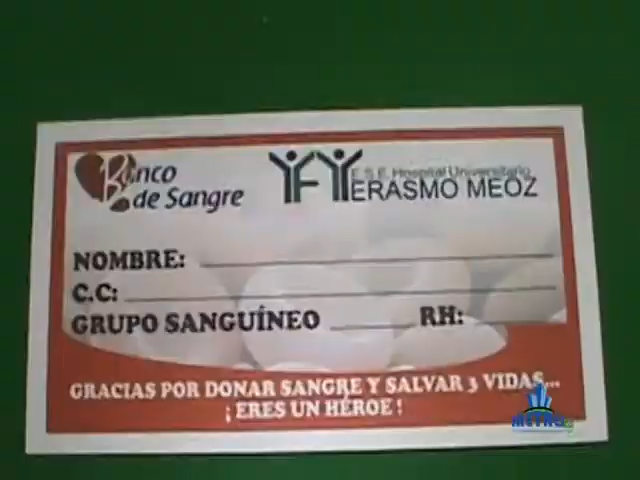 Banco
de Sangre
E.S.E. Hospital Universitario
ERASMO MEOZ
NOMBRE:
C.C:
GRUPO SANGUÍNEO RH:
GRACIAS POR DONAR SANGRE Y SALVAR 3 VIDAS...
¡ ERES UN HÉROE !